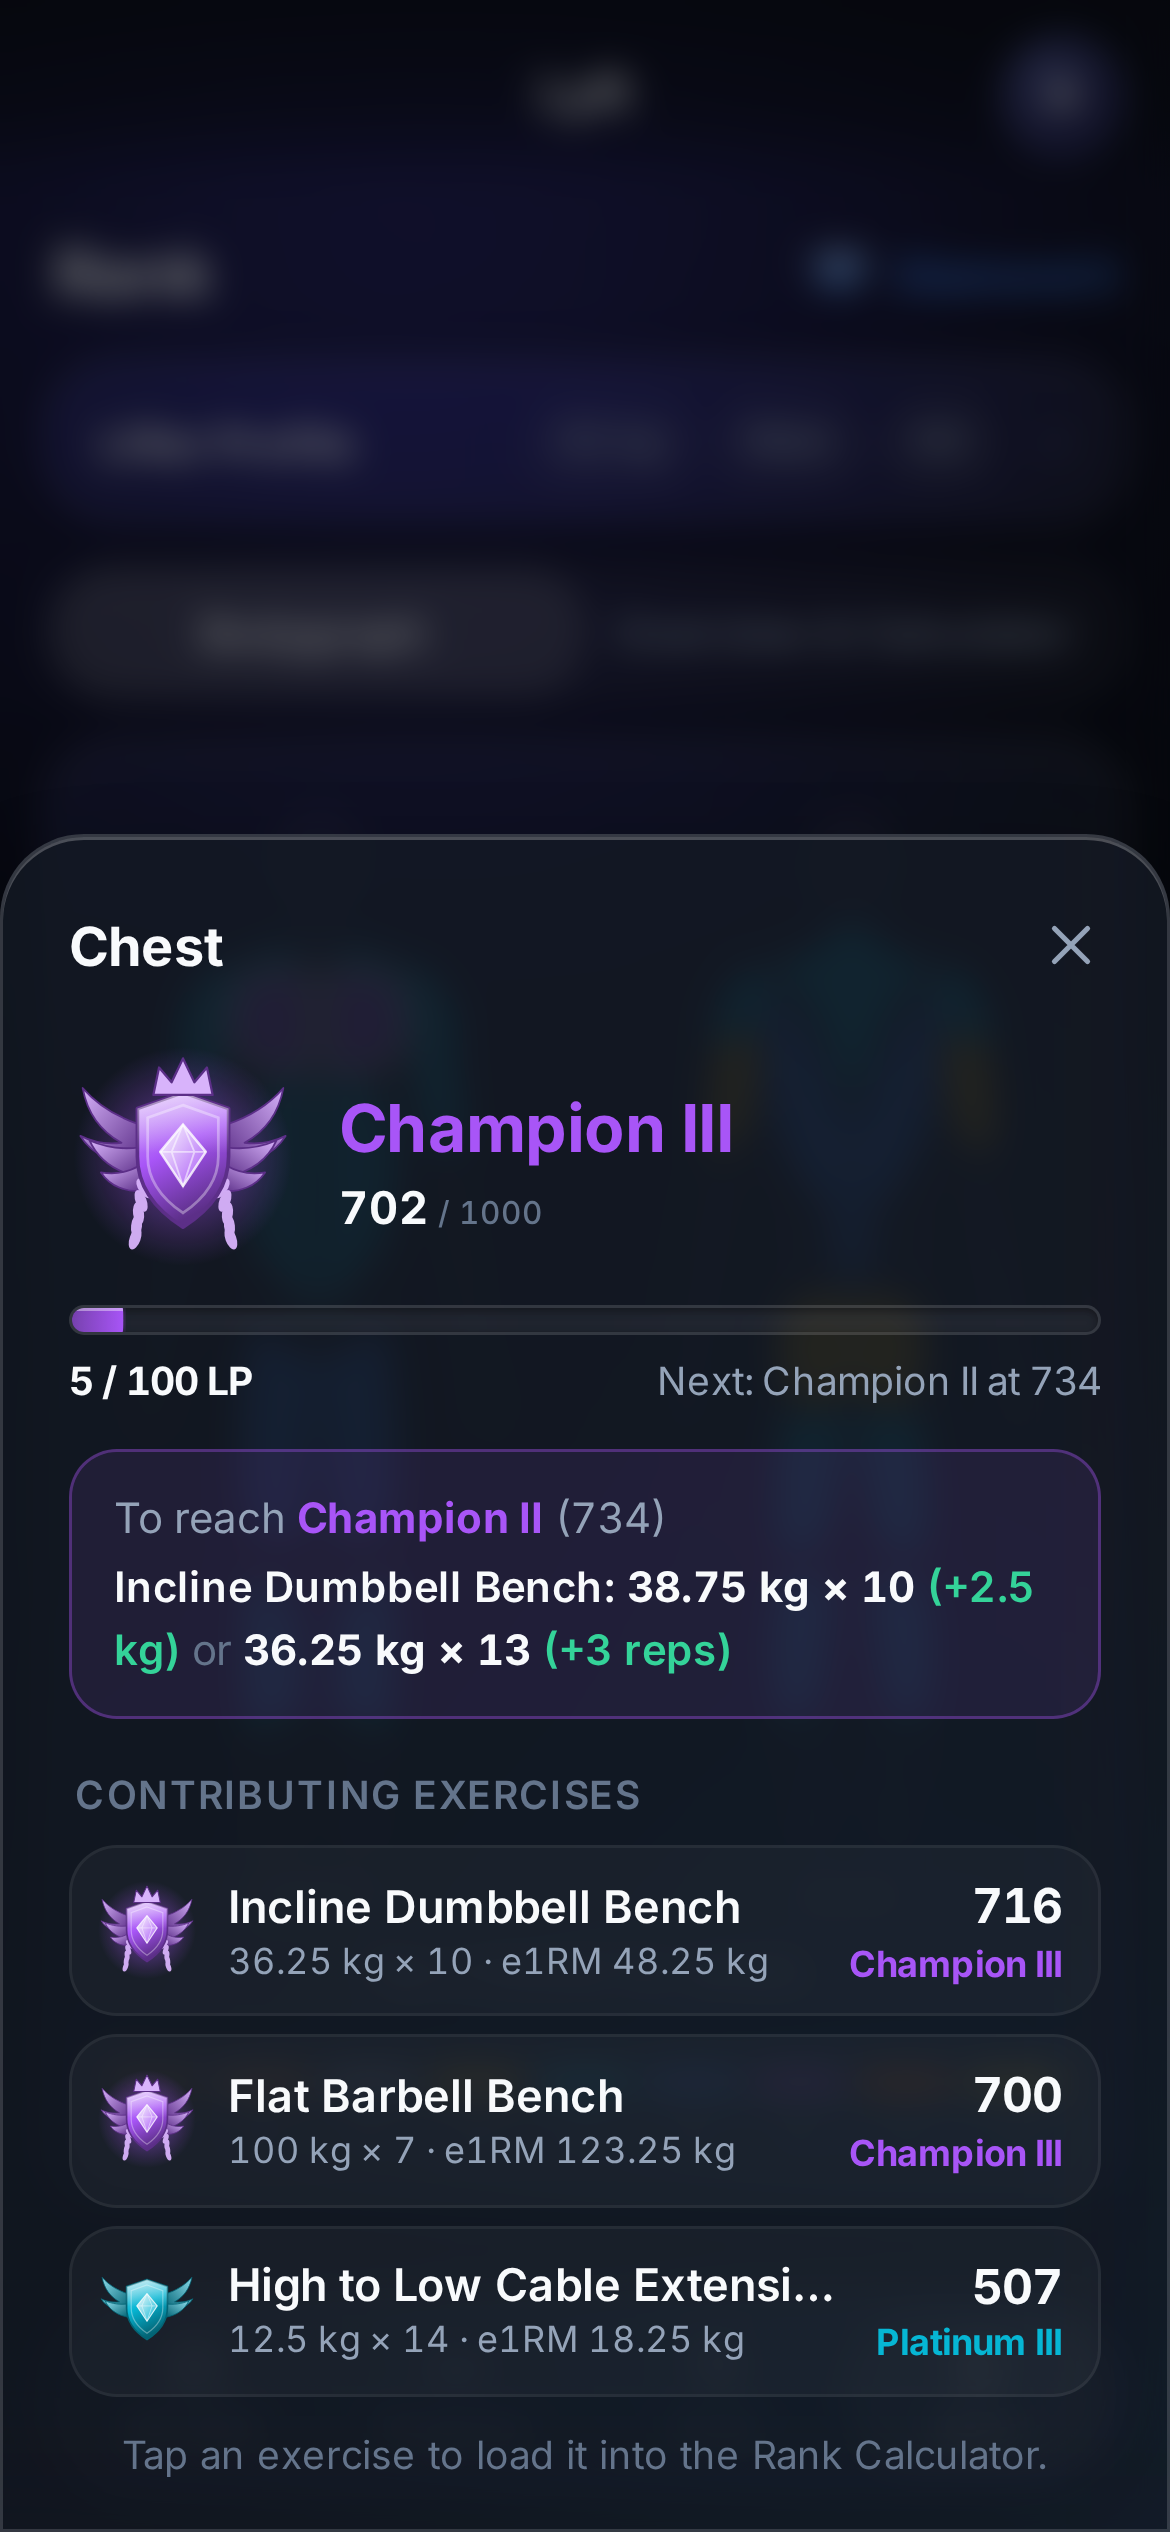 Chest
Champion III
702 / 1000
5 / 100 LP
Next: Champion II at 734
To reach Champion II (734)
Incline Dumbbell Bench: 38.75 kg × 10 (+2.5
kg) or 36.25 kg × 13 (+3 reps)
CONTRIBUTING EXERCISES
Incline Dumbbell Bench
716
36.25 kg × 10 · e1RM 48.25 kg
Champion III
Flat Barbell Bench
700
100 kg × 7 · e1RM 123.25 kg
Champion III
High to Low Cable Extensi...
507
12.5 kg × 14 · e1RM 18.25 kg
Platinum III
Tap an exercise to load it into the Rank Calculator.